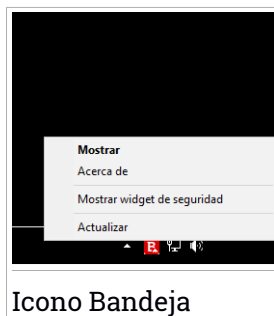 Mostrar
Acerca de
Mostrar widget de seguridad
Actualizar
B
Icono Bandeja